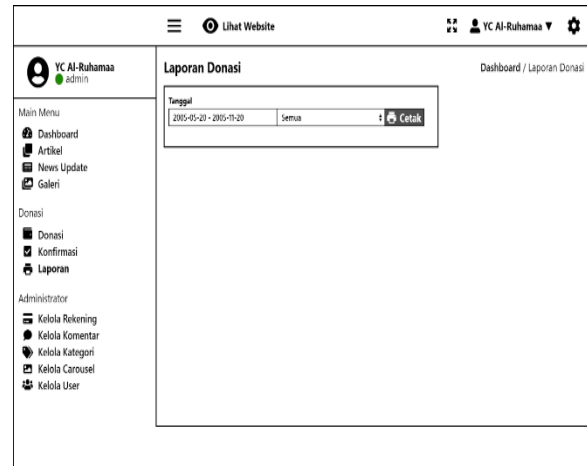 Lihat Website
YC Al-Ruhamaa ▼
YC Al-Ruhamaa
admin
Main Menu
Dashboard
Artikel
News Update
Galeri
Donasi
Donasi
Konfirmasi
Laporan
Administrator
Kelola Rekening
Kelola Komentar
Kelola Kategori
Kelola Carousel
Kelola User
Laporan Donasi
Dashboard / Laporan Donasi
Tanggal
2005-05-20 - 2005-11-20 Semua Cetak